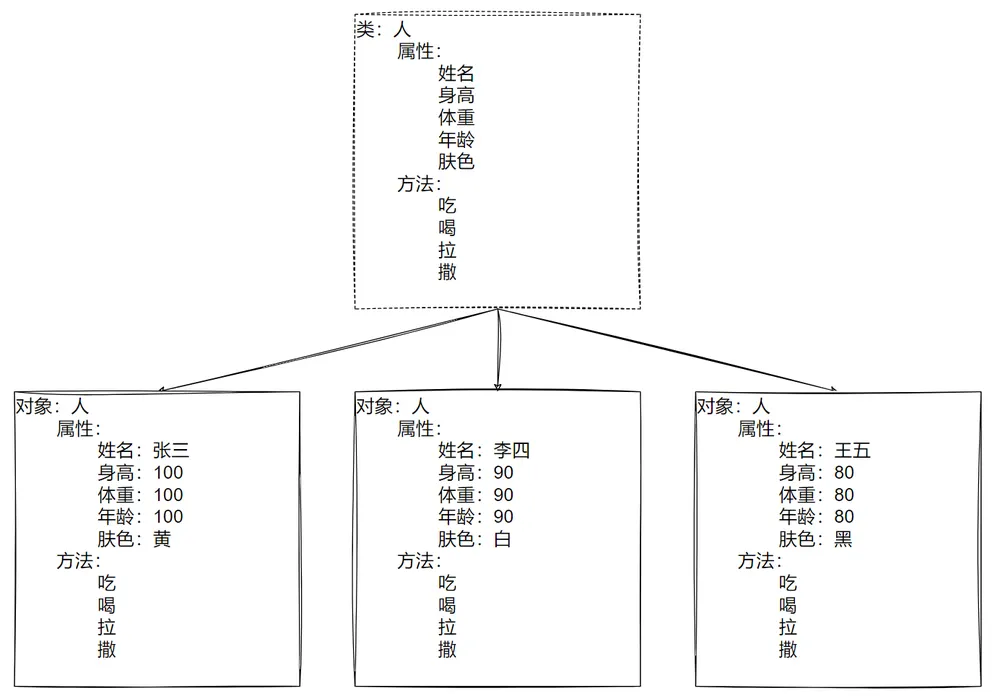 类：人
属性：
姓名
身高
体重
年龄
肤色
方法：
吃
喝
拉
撒
对象：人
属性：
姓名：张三
身高：100
体重：100
年龄：100
肤色：黄
方法：
吃
喝
拉
撒
对象：人
属性：
姓名：李四
身高：90
体重：90
年龄：90
肤色：白
方法：
吃
喝
拉
撒
对象：人
属性：
姓名：王五
身高：80
体重：80
年龄：80
肤色：黑
方法：
吃
喝
拉
撒